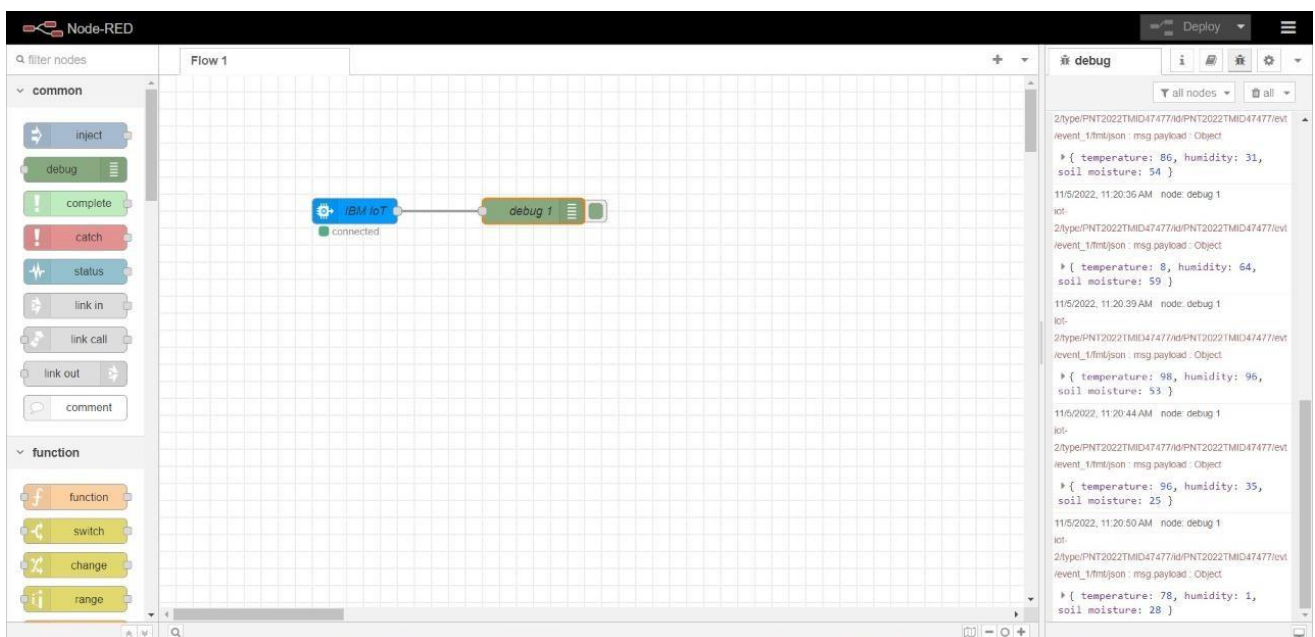 Node-RED
Deploy
filter nodes
Flow 1
debug
i
all nodes
all
common
inject
debug
complete
catch
status
link in
link call
link out
comment
function
function
switch
change
range
IBM IoT
connected
debug 1
2/type/PNT2022TMID47477/id/PNT2022TMID47477/evt
/event_1/fmt/json : msg.payload : Object
{ temperature: 86, humidity: 31,
soil moisture: 54 }
11/5/2022, 11:20:36 AM node: debug 1
iot-
2/type/PNT2022TMID47477/id/PNT2022TMID47477/evt
/event_1/fmt/json : msg.payload : Object
{ temperature: 8, humidity: 64,
soil moisture: 59 }
11/5/2022, 11:20:39 AM node: debug 1
iot-
2/type/PNT2022TMID47477/id/PNT2022TMID47477/evt
/event_1/fmt/json : msg.payload : Object
{ temperature: 98, humidity: 96,
soil moisture: 53 }
11/5/2022, 11:20:44 AM node: debug 1
iot-
2/type/PNT2022TMID47477/id/PNT2022TMID47477/evt
/event_1/fmt/json : msg.payload : Object
{ temperature: 96, humidity: 35,
soil moisture: 25 }
11/5/2022, 11:20:50 AM node: debug 1
iot-
2/type/PNT2022TMID47477/id/PNT2022TMID47477/evt
/event_1/fmt/json : msg.payload : Object
{ temperature: 78, humidity: 1,
soil moisture: 28 }